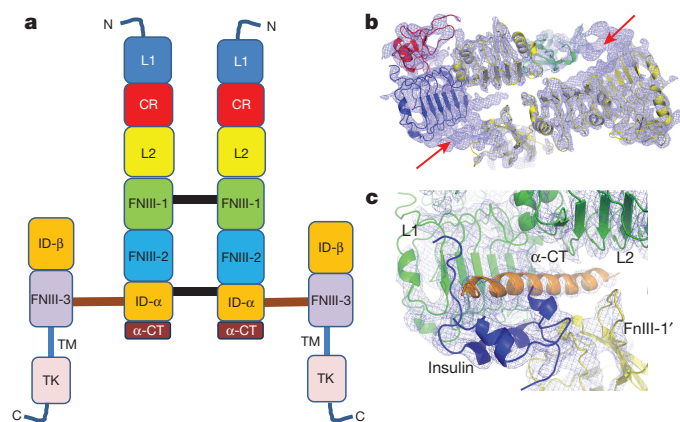 a
N
N
L1
L1
CR
CR
L2
L2
FNIII-1
FNIII-1
FNIII-2
FNIII-2
ID-β
ID-β
FNIII-3
ID-α
ID-α
FNIII-3
α-CT
α-CT
TM
TM
TK
TK
C
C
b
c
L1
α-CT
L2
Insulin
FnIII-1′